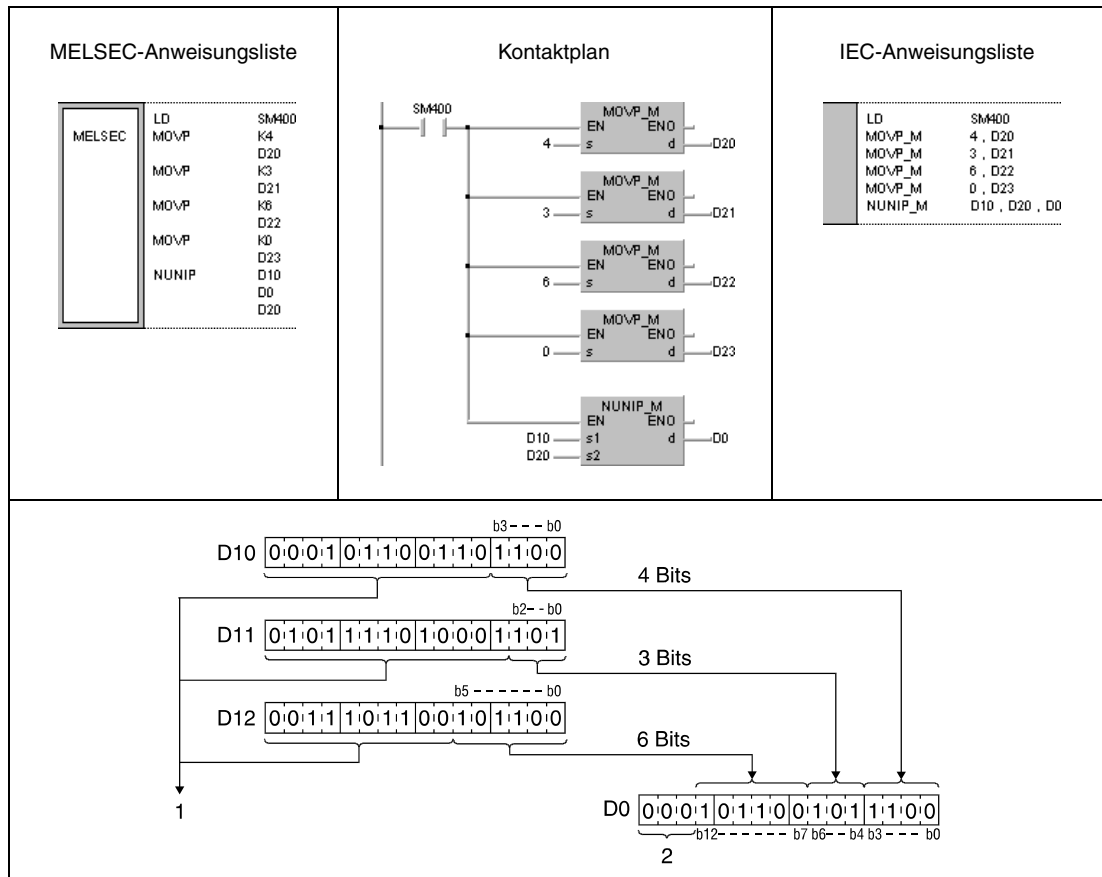 MELSEC-Anweisungsliste
MELSEC
LD SM400
MOVP K4
D20
MOVP K3
D21
MOVP K6
D22
MOVP K0
D23
NUNIP D10
D0
D20
Kontaktplan
SM400
MOVP_M
EN ENO
4 s d D20
MOVP_M
EN ENO
3 s d D21
MOVP_M
EN ENO
6 s d D22
MOVP_M
EN ENO
0 s d D23
NUNIP_M
EN ENO
D10 s1 d D0
D20 s2
IEC-Anweisungsliste
LD SM400
MOVP_M 4 , D20
MOVP_M 3 , D21
MOVP_M 6 , D22
MOVP_M 0 , D23
NUNIP_M D10 , D20 , D0
b3 - - - b0
D10 0 0 0 1 0 1 1 0 0 1 1 0 1 1 0 0
4 Bits
b2 - - b0
D11 0 1 0 1 1 1 1 0 1 0 0 0 1 1 0 1
3 Bits
b5 - - - - - - b0
D12 0 0 1 1 1 0 1 1 0 0 1 0 1 1 0 0
6 Bits
1
D0 0 0 0 1 0 1 1 0 0 1 0 1 1 1 0 0
b12 - - - - - - b7 b6 - - b4 b3 - - - b0
2